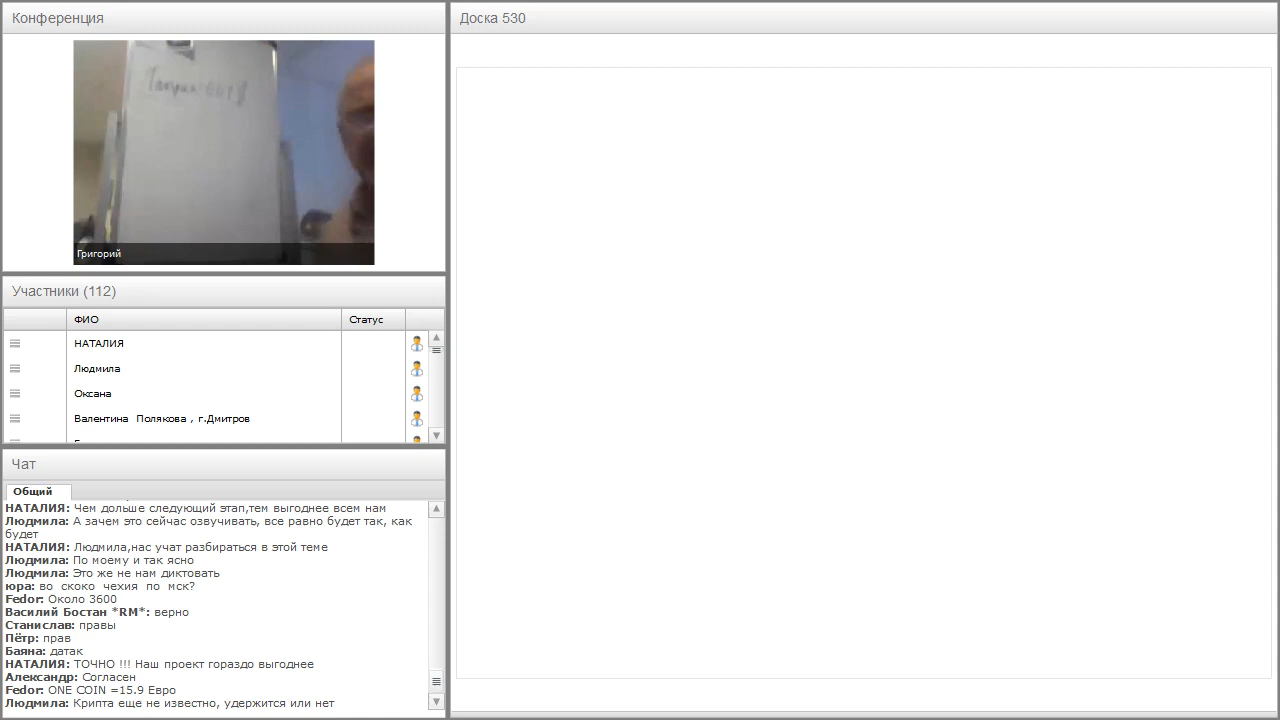 Конференция
Григорий
Участники (112)
ФИО
Статус
НАТАЛИЯ
Людмила
Оксана
Валентина Полякова , г.Дмитров
Чат
Общий
НАТАЛИЯ: Чем дольше следующий этап,тем выгоднее всем нам
Людмила: А зачем это сейчас озвучивать, все равно будет так, как
будет
НАТАЛИЯ: Людмила,нас учат разбираться в этой теме
Людмила: По моему и так ясно
Людмила: Это же не нам диктовать
юра: во скоко чехия по мск?
Fedor: Около 3600
Василий Бостан *RM*: верно
Станислав: правы
Пётр: прав
Баяна: датак
НАТАЛИЯ: ТОЧНО !!! Наш проект гораздо выгоднее
Александр: Согласен
Fedor: ONE COIN =15.9 Евро
Людмила: Крипта еще не известно, удержится или нет
Доска 530